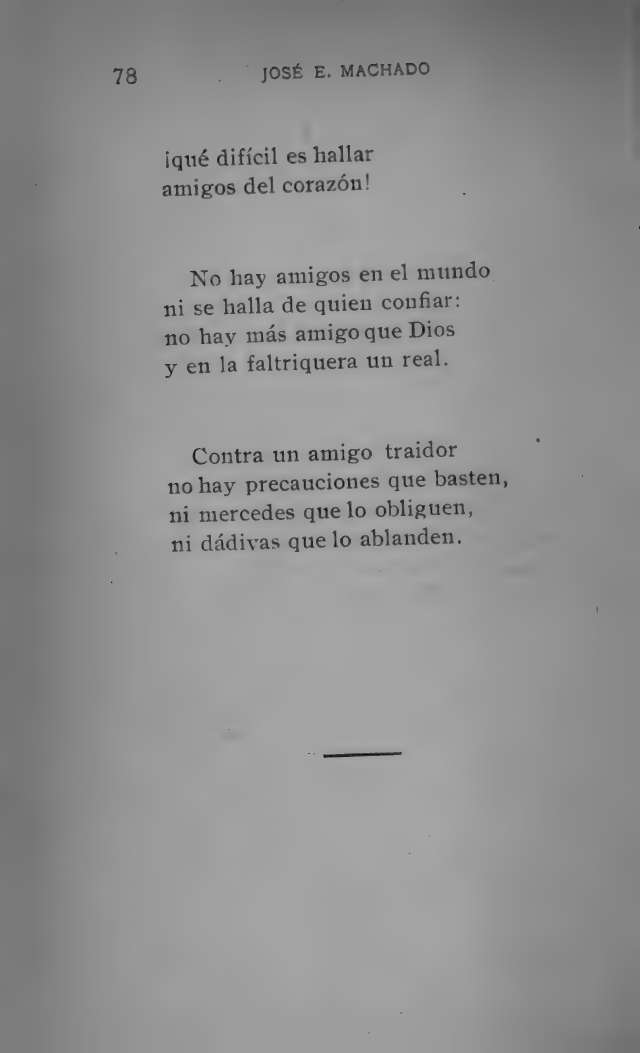 78 JOSÉ E. MACHADO
¡qué difícil es hallar
amigos del corazón!
No hay amigos en el mundo
ni se halla de quien confiar:
no hay más amigo que Dios
y en la faltriquera un real.
Contra un amigo traidor
no hay precauciones que basten,
ni mercedes que lo obliguen,
ni dádivas que lo ablanden.